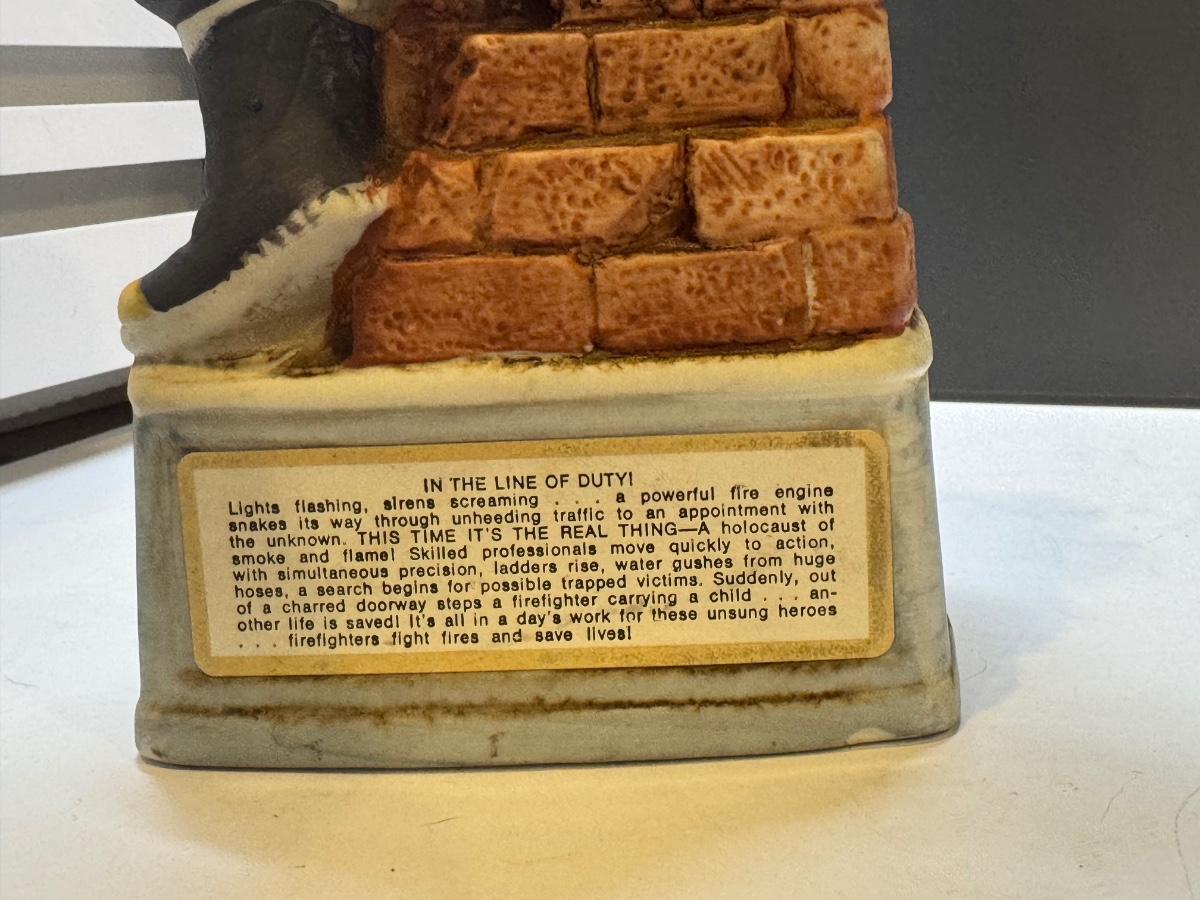 IN THE LINE OF DUTY!
Lights flashing, sirens screaming . . . a powerful fire engine
snakes its way through unheeding traffic to an appointment with
the unknown. THIS TIME IT'S THE REAL THING—A holocaust of
smoke and flame! Skilled professionals move quickly to action,
with simultaneous precision, ladders rise, water gushes from huge
hoses, a search begins for possible trapped victims. Suddenly, out
of a charred doorway steps a firefighter carrying a child . . . an-
other life is saved! It's all in a day's work for these unsung heroes
. . . firefighters fight fires and save lives!